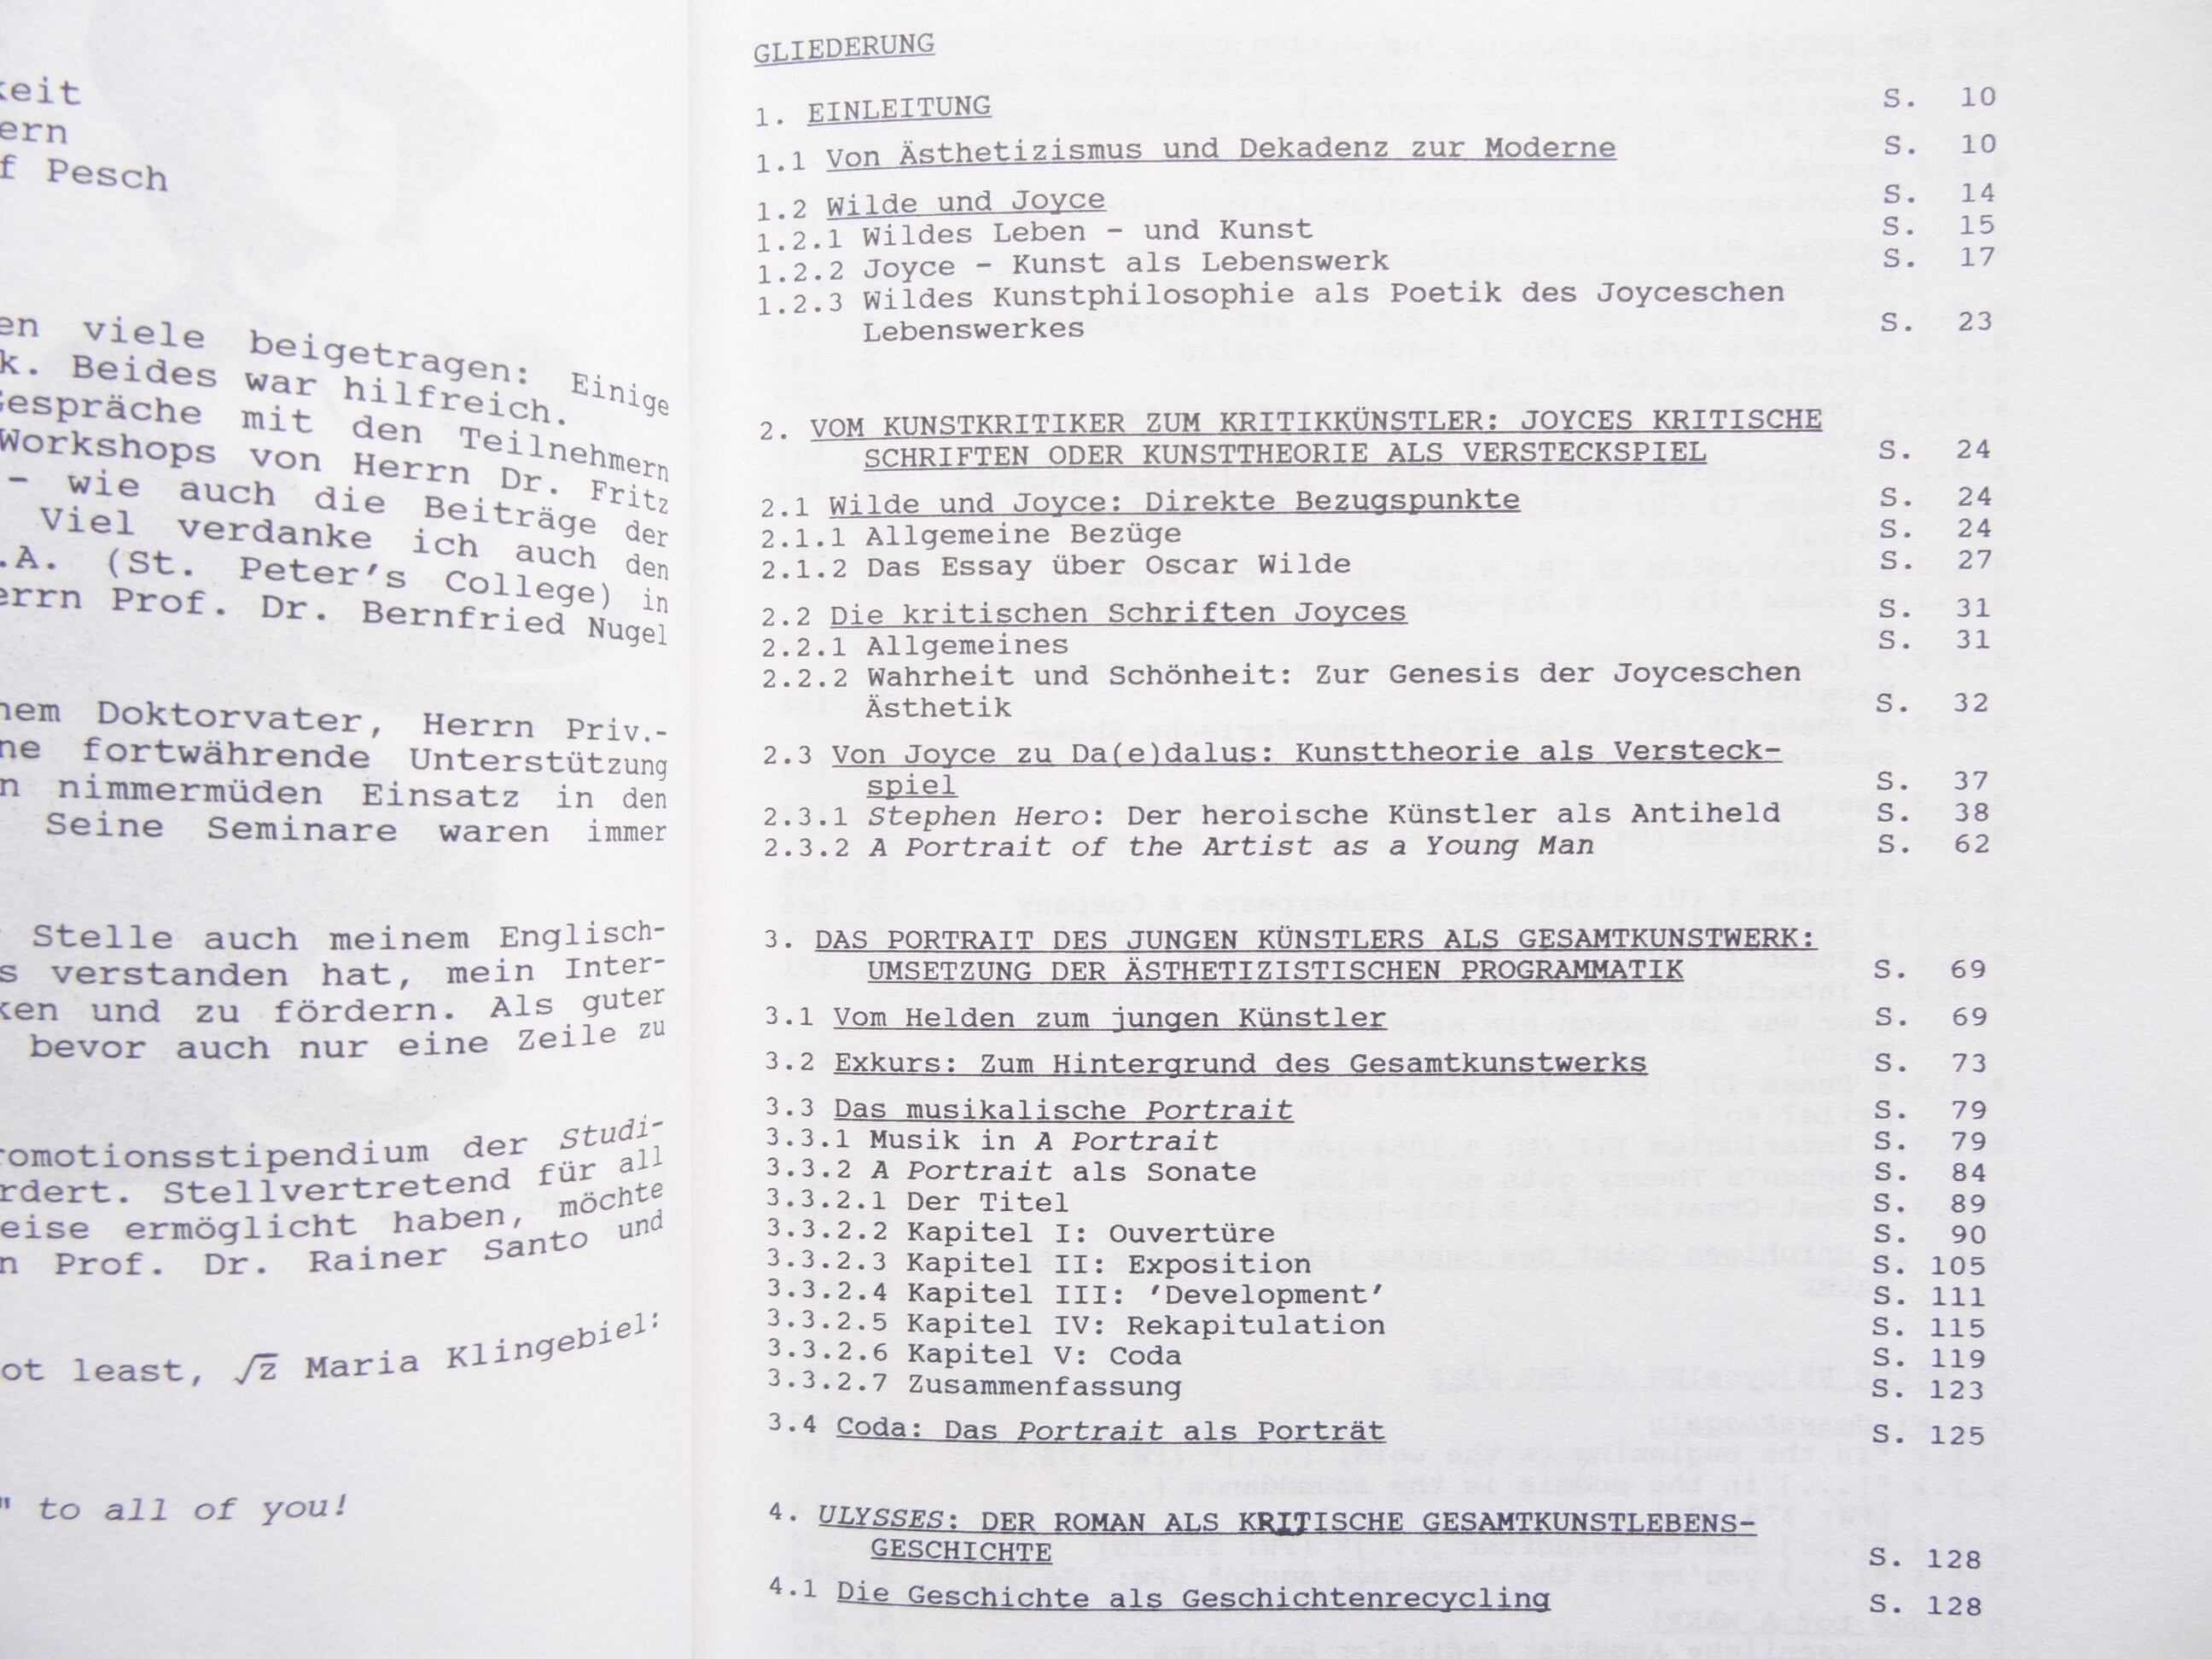 keit
ern
f Pesch
en viele beigetragen: Einige
k. Beides war hilfreich.
Gespräche mit den Teilnehmern
Workshops von Herrn Dr. Fritz
- wie auch die Beiträge der
Viel verdanke ich auch den
.A. (St. Peter's College) in
errn Prof. Dr. Bernfried Nugel
nem Doktorvater, Herrn Priv.-
ne fortwährende Unterstützung
n nimmermüden Einsatz in den
Seine Seminare waren immer
Stelle auch meinem Englisch-
s verstanden hat, mein Inter-
ken und zu fördern. Als guter
bevor auch nur eine Zeile zu
romotionsstipendium der Studi-
rdert. Stellvertretend für all
eise ermöglicht haben, möchte
n Prof. Dr. Rainer Santo und
ot least, √z Maria Klingebiel:
" to all of you!
GLIEDERUNG
1. EINLEITUNG S. 10
1.1 Von Ästhetizismus und Dekadenz zur Moderne S. 10
1.2 Wilde und Joyce S. 14
1.2.1 Wildes Leben - und Kunst S. 15
1.2.2 Joyce - Kunst als Lebenswerk S. 17
1.2.3 Wildes Kunstphilosophie als Poetik des Joyceschen
Lebenswerkes S. 23
2. VOM KUNSTKRITIKER ZUM KRITIKKÜNSTLER: JOYCES KRITISCHE
SCHRIFTEN ODER KUNSTTHEORIE ALS VERSTECKSPIEL S. 24
2.1 Wilde und Joyce: Direkte Bezugspunkte S. 24
2.1.1 Allgemeine Bezüge S. 24
2.1.2 Das Essay über Oscar Wilde S. 27
2.2 Die kritischen Schriften Joyces S. 31
2.2.1 Allgemeines S. 31
2.2.2 Wahrheit und Schönheit: Zur Genesis der Joyceschen
Ästhetik S. 32
2.3 Von Joyce zu Da(e)dalus: Kunsttheorie als Versteck-
spiel S. 37
2.3.1 Stephen Hero: Der heroische Künstler als Antiheld S. 38
2.3.2 A Portrait of the Artist as a Young Man S. 62
3. DAS PORTRAIT DES JUNGEN KÜNSTLERS ALS GESAMTKUNSTWERK:
UMSETZUNG DER ÄSTHETIZISTISCHEN PROGRAMMATIK S. 69
3.1 Vom Helden zum jungen Künstler S. 69
3.2 Exkurs: Zum Hintergrund des Gesamtkunstwerks S. 73
3.3 Das musikalische Portrait S. 79
3.3.1 Musik in A Portrait S. 79
3.3.2 A Portrait als Sonate S. 84
3.3.2.1 Der Titel S. 89
3.3.2.2 Kapitel I: Ouvertüre S. 90
3.3.2.3 Kapitel II: Exposition S. 105
3.3.2.4 Kapitel III: 'Development' S. 111
3.3.2.5 Kapitel IV: Rekapitulation S. 115
3.3.2.6 Kapitel V: Coda S. 119
3.3.2.7 Zusammenfassung S. 123
3.4 Coda: Das Portrait als Porträt S. 125
4. ULYSSES: DER ROMAN ALS KRITISCHE GESAMTKUNSTLEBENS-
GESCHICHTE S. 128
4.1 Die Geschichte als Geschichtenrecycling S. 128